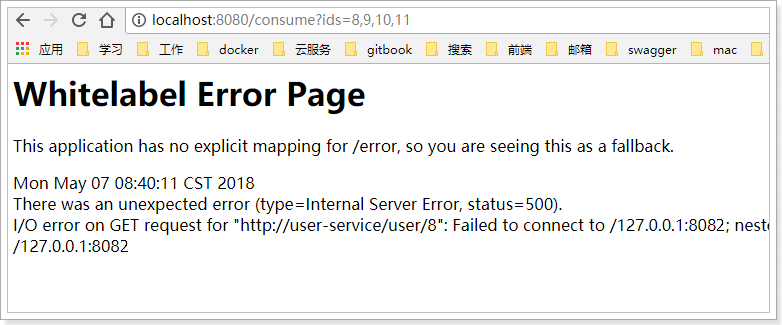 localhost:8080/consume?ids=8,9,10,11
应用 学习 工作 docker 云服务 gitbook 搜索 前端 邮箱 swagger mac
Whitelabel Error Page
This application has no explicit mapping for /error, so you are seeing this as a fallback.
Mon May 07 08:40:11 CST 2018
There was an unexpected error (type=Internal Server Error, status=500).
I/O error on GET request for "http://user-service/user/8": Failed to connect to /127.0.0.1:8082; neste
/127.0.0.1:8082